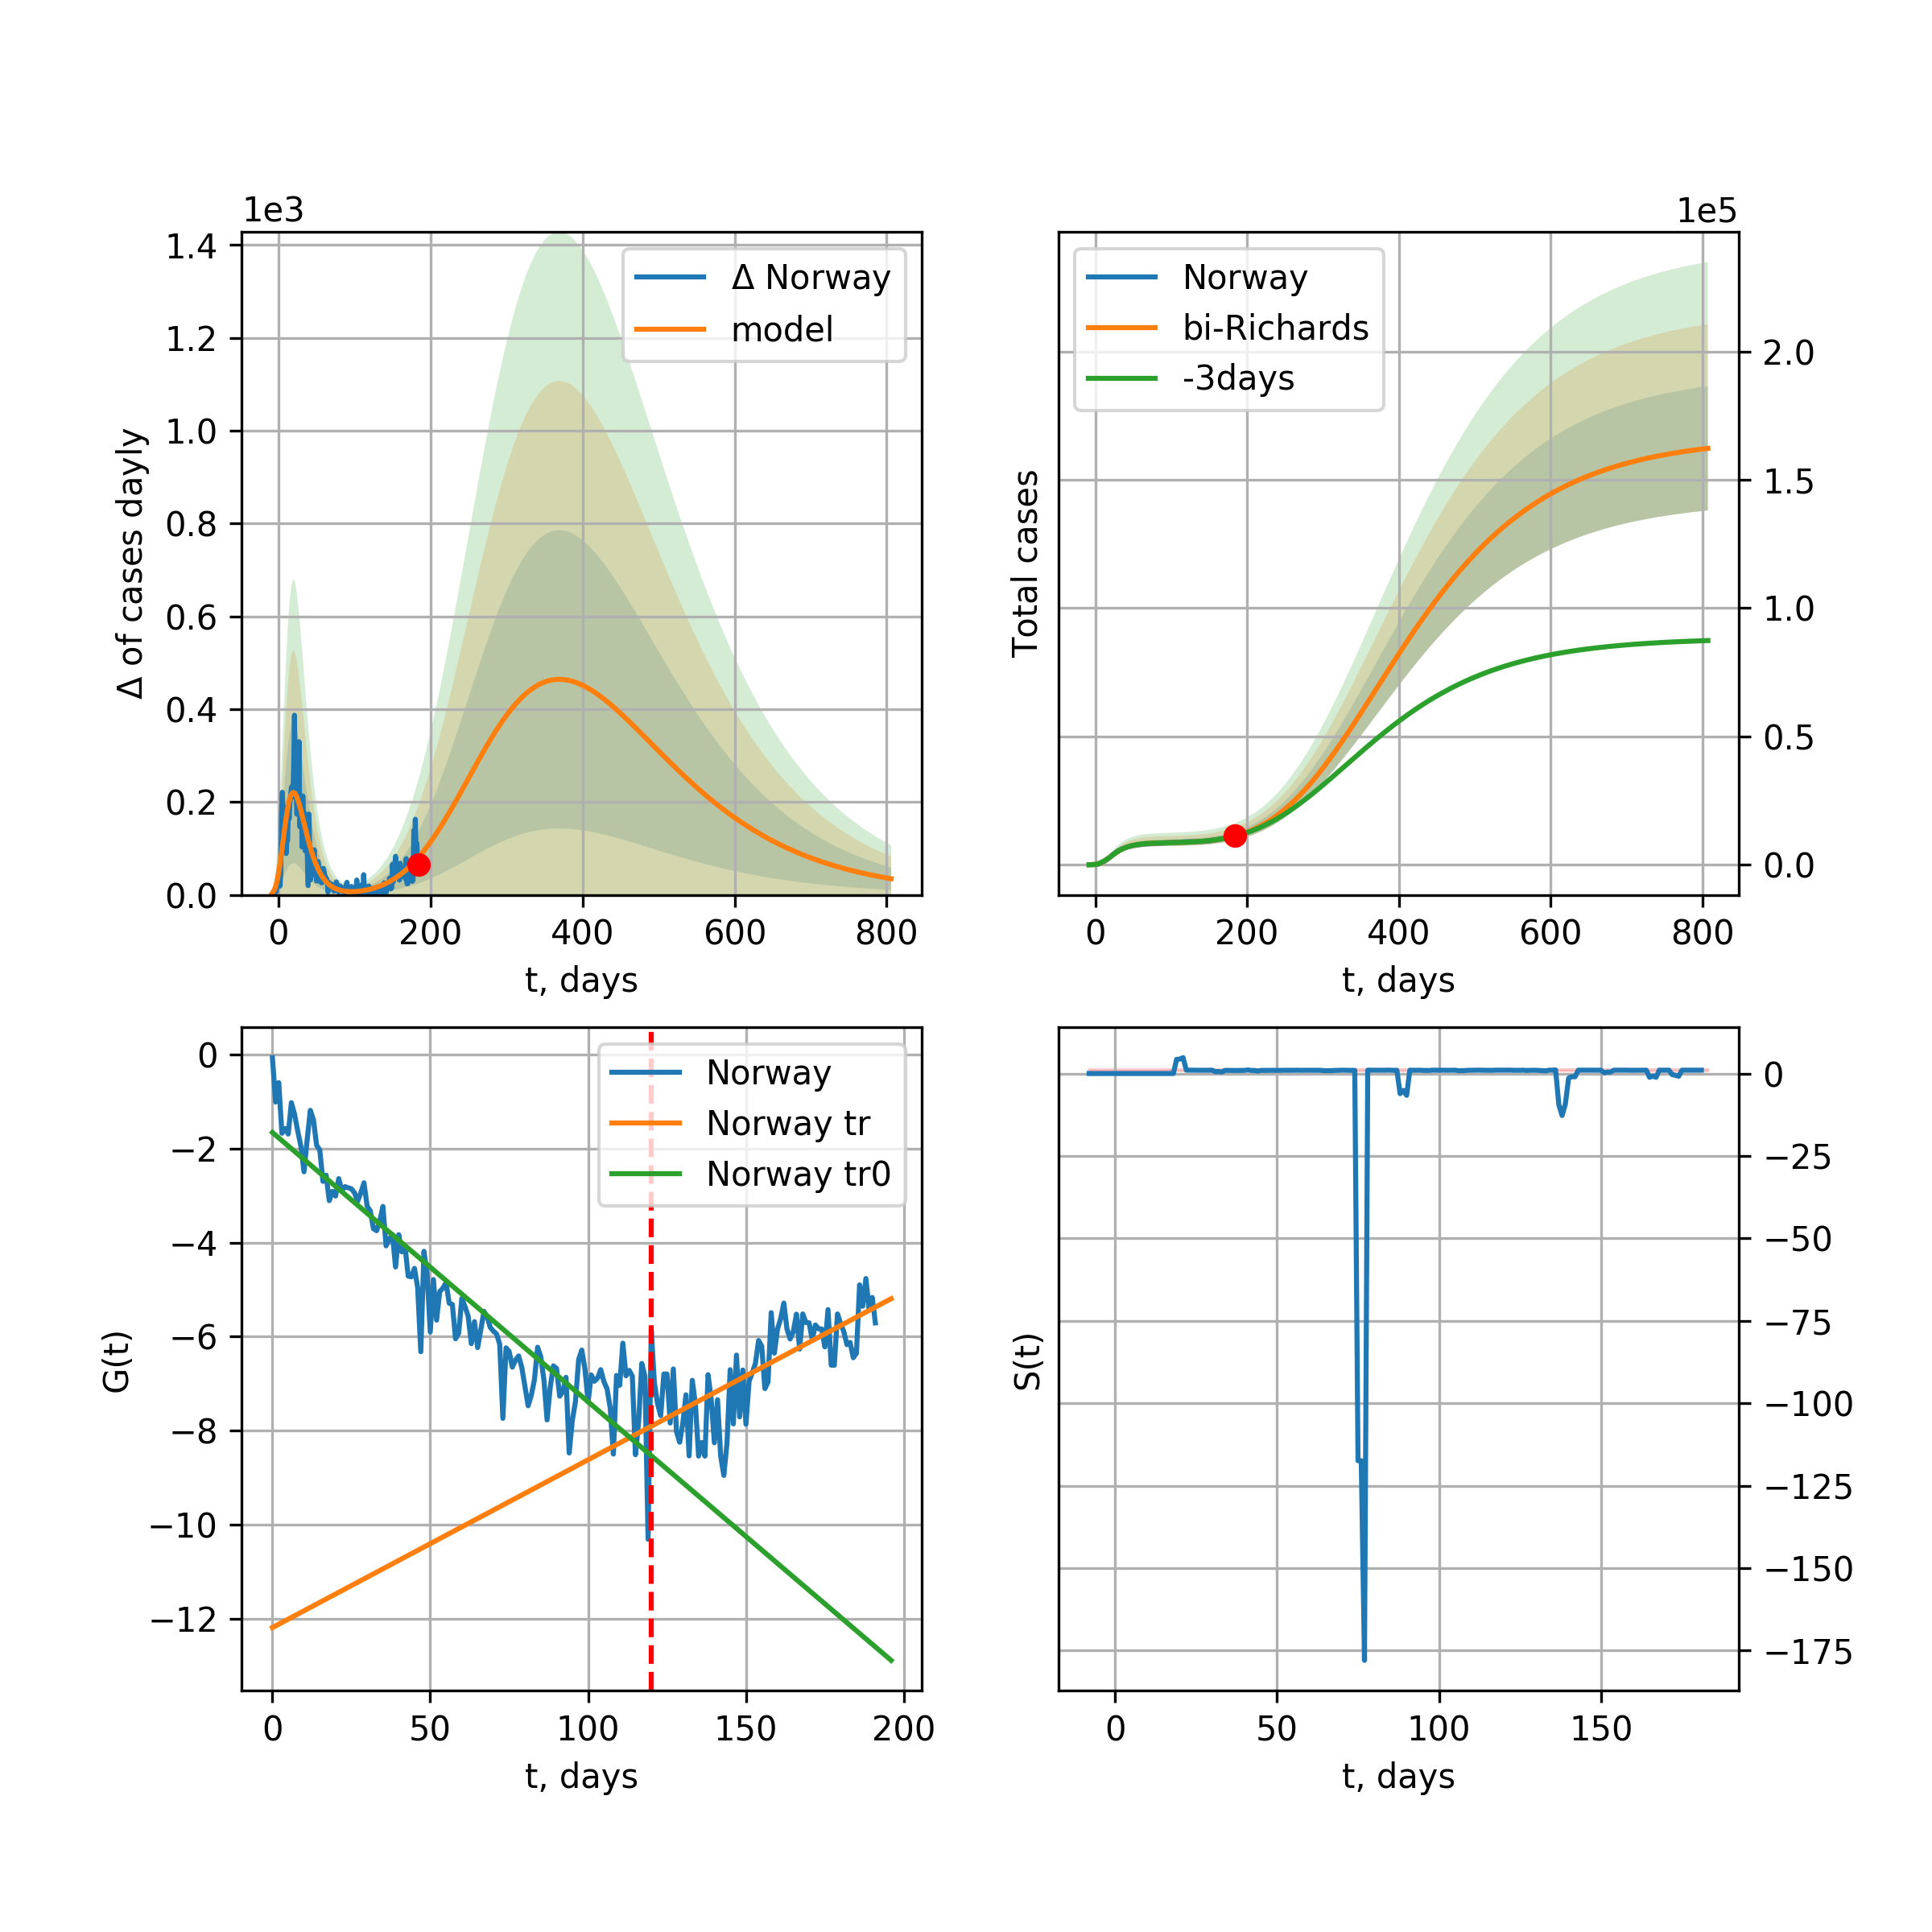 1e3
1.4
1.2
1.0
0.8
0.6
0.4
0.2
0.0
Δ of cases dayly
Δ Norway
model
0 200 400 600 800
t, days
1e5
Norway
bi-Richards
-3days
Total cases
2.0
1.5
1.0
0.5
0.0
0 200 400 600 800
t, days
0
−2
−4
−6
−8
−10
−12
G(t)
Norway
Norway tr
Norway tr0
0 50 100 150 200
t, days
S(t)
0
−25
−50
−75
−100
−125
−150
−175
0 50 100 150
t, days